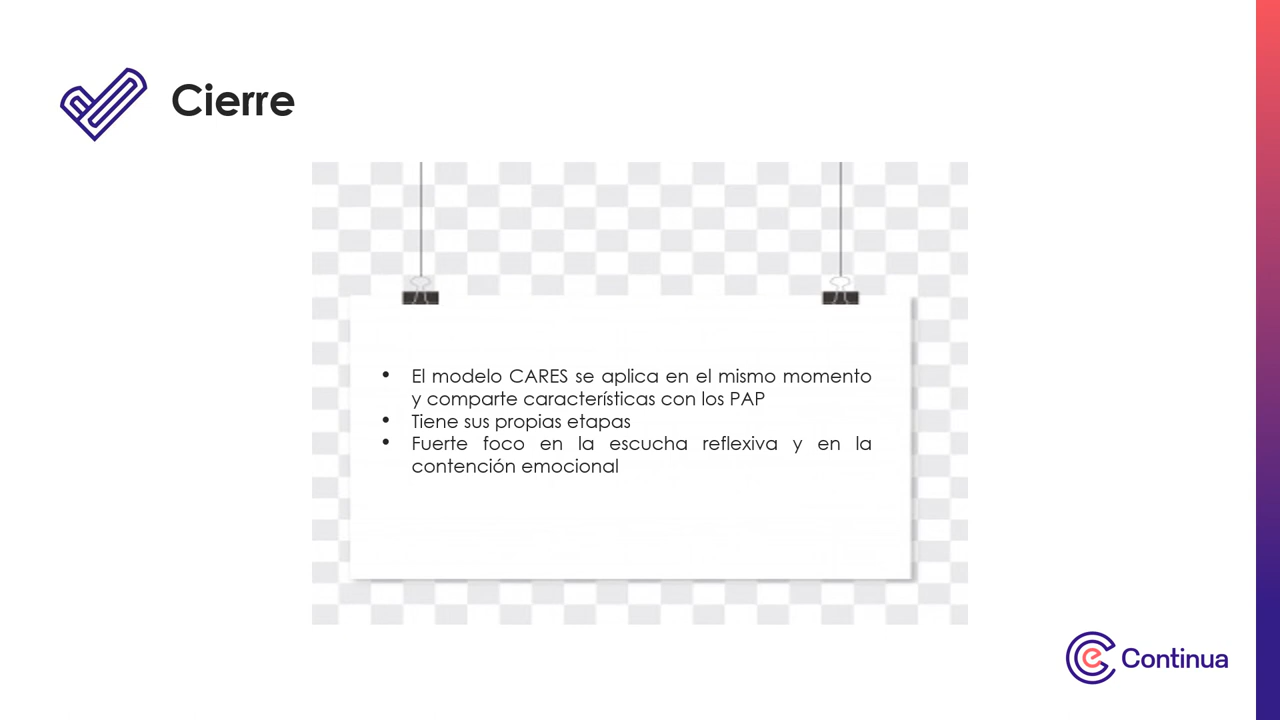 Cierre
• El modelo CARES se aplica en el mismo momento
y comparte características con los PAP
• Tiene sus propias etapas
• Fuerte foco en la escucha reflexiva y en la
contención emocional
e Continua